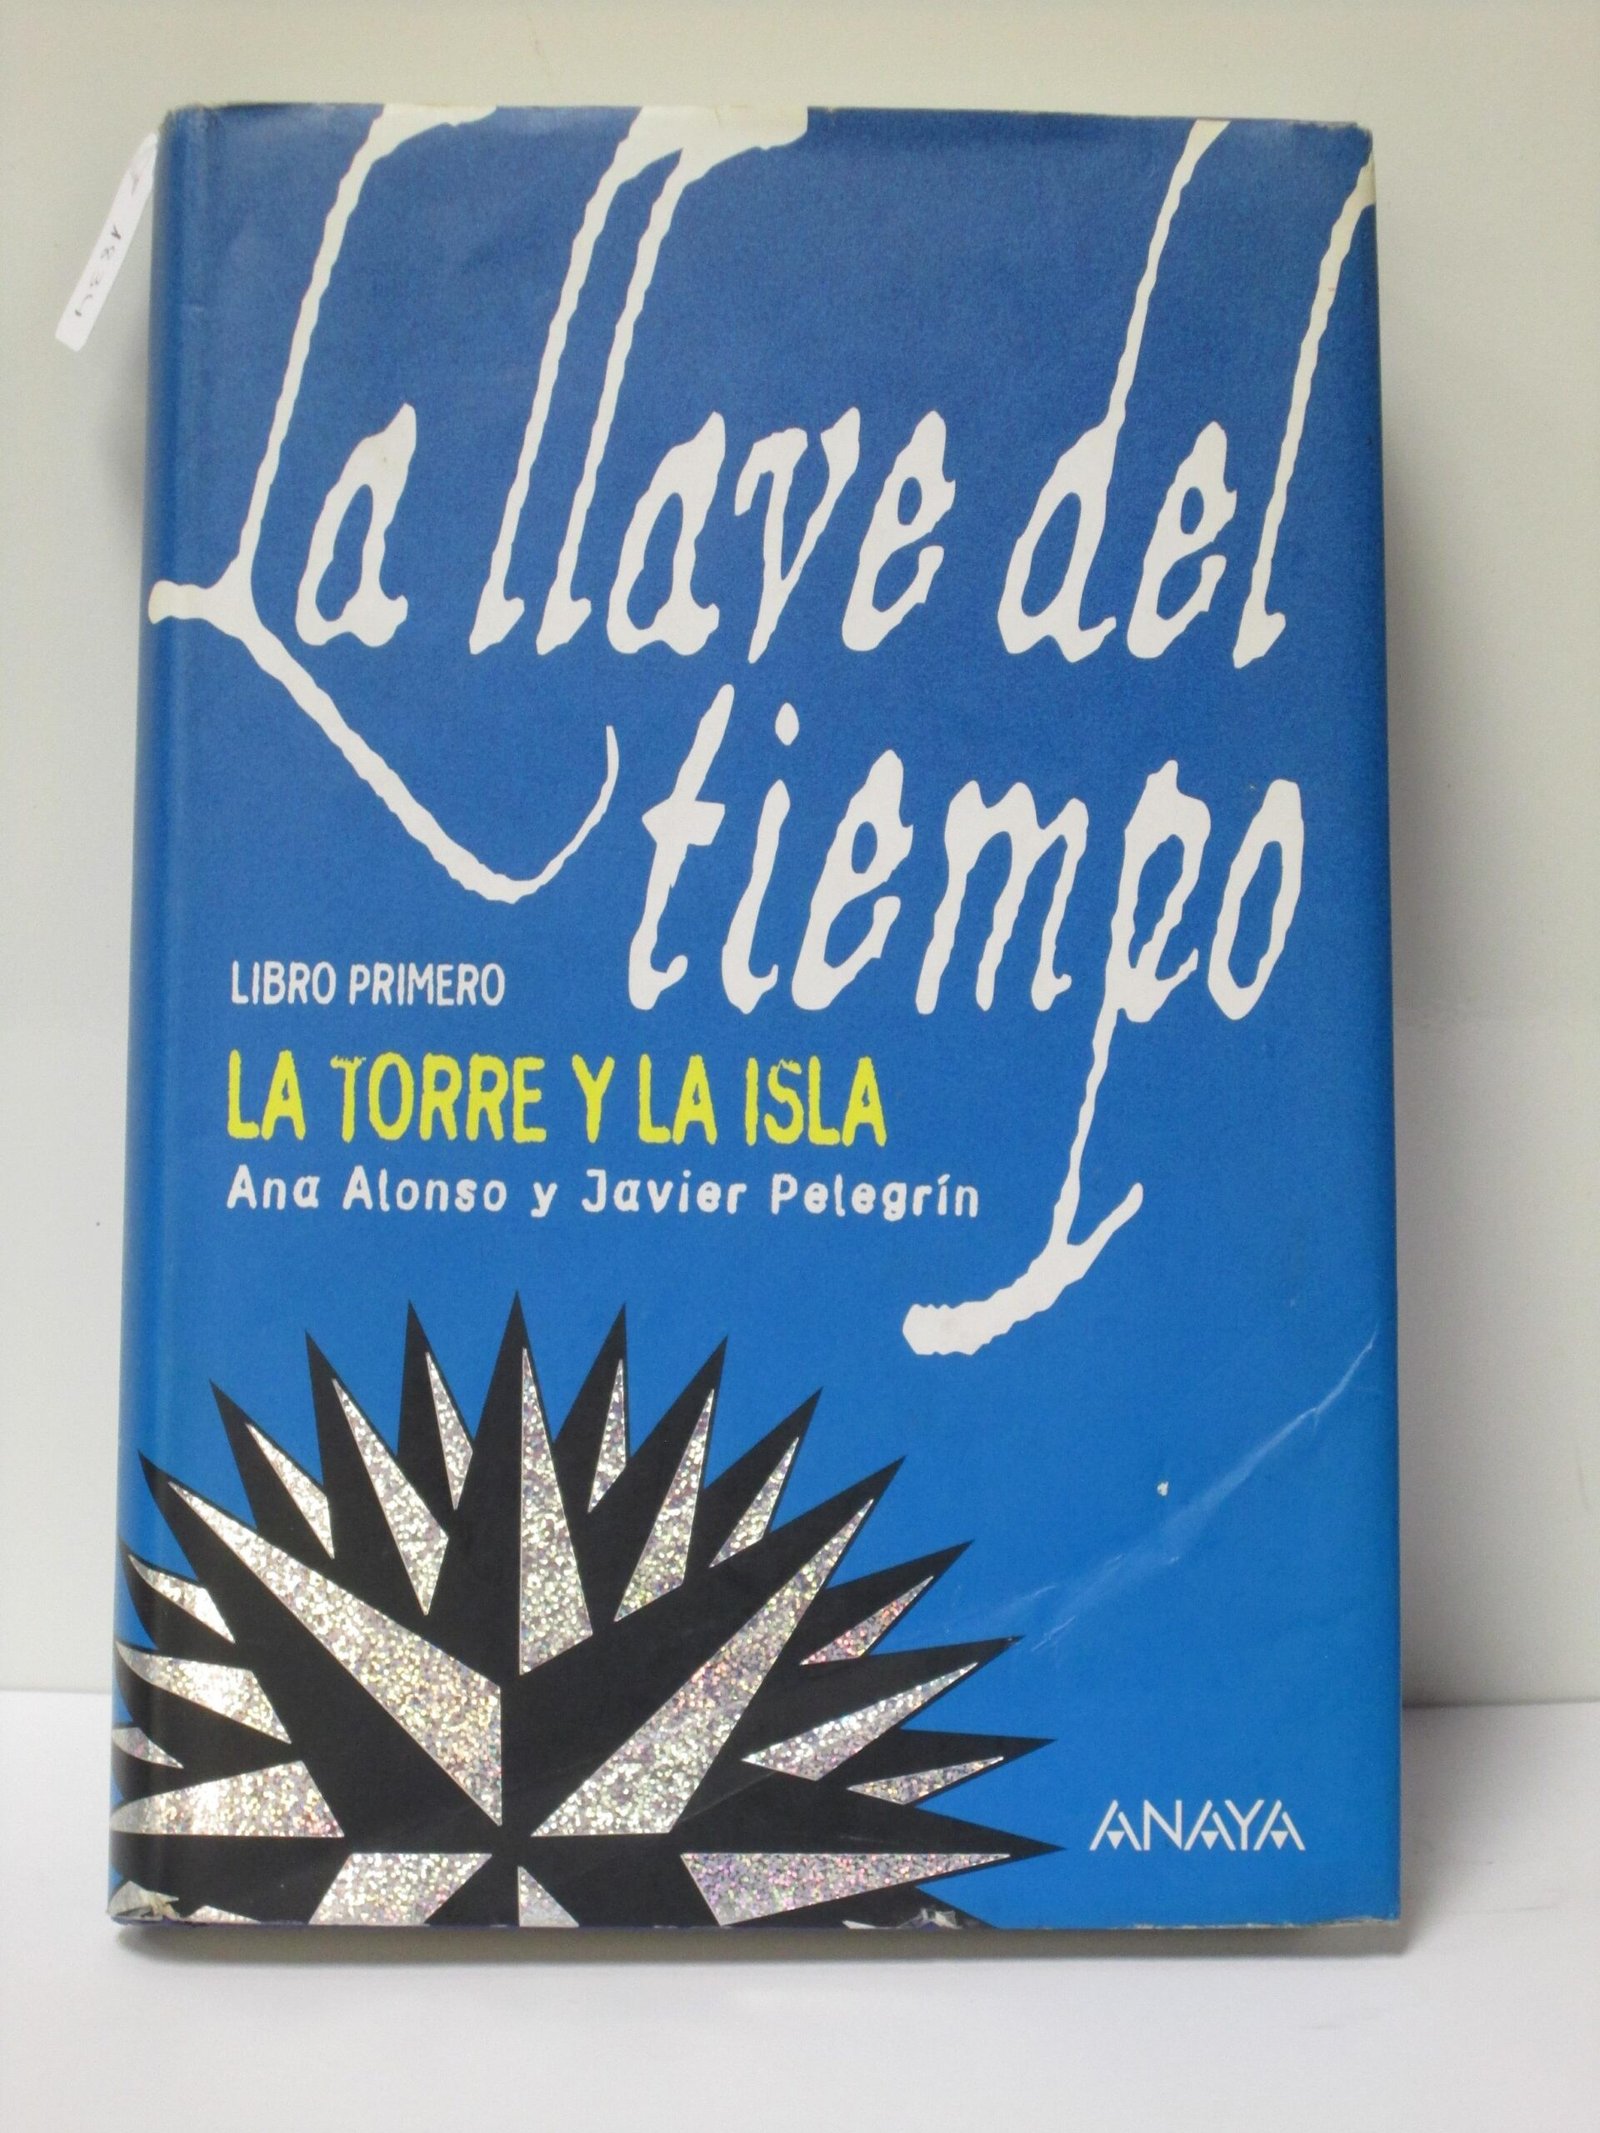 La llave del
tiempo
LIBRO PRIMERO
LA TORRE Y LA ISLA
Ana Alonso y Javier Pelegrín
ANAYA